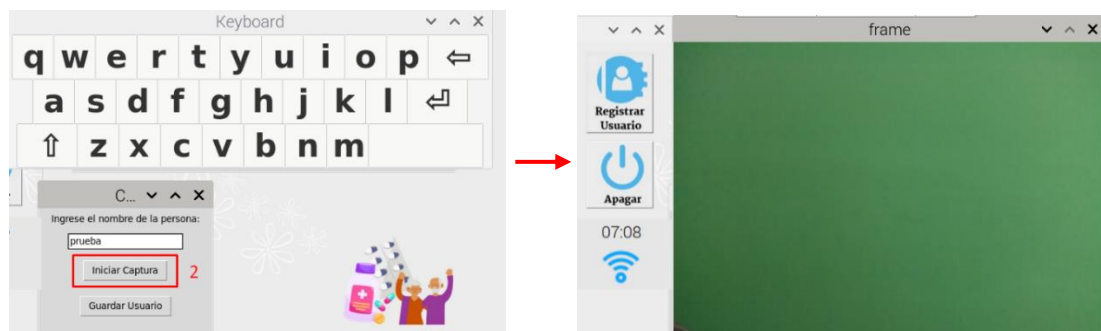 Keyboard
q w e r t y u i o p ⇦
a s d f g h j k l ⏎
⇧ z x c v b n m
C...
Ingrese el nombre de la persona:
prueba
Iniciar Captura 2
Guardar Usuario
frame
Registrar
Usuario
Apagar
07:08